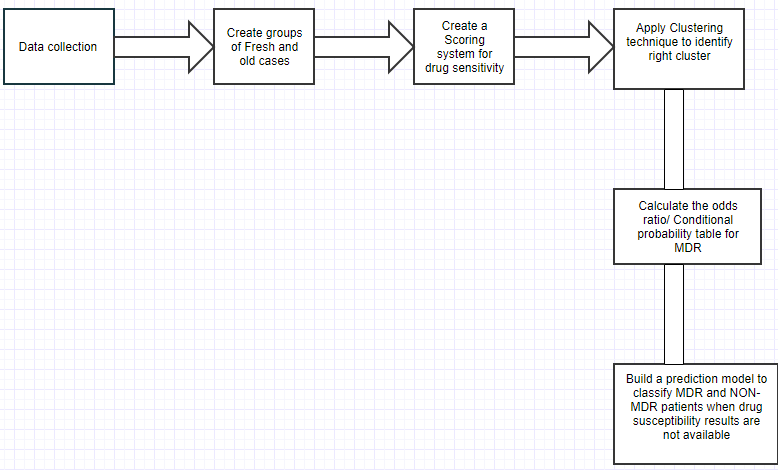 Data collection
Create groups
of Fresh and
old cases
Create a
Scoring
system for
drug sensitivity
Apply Clustering
technique to identify
right cluster
Calculate the odds
ratio/ Conditional
probability table for
MDR
Build a prediction model to
classify MDR and NON-
MDR patients when drug
susceptibility results are
not available